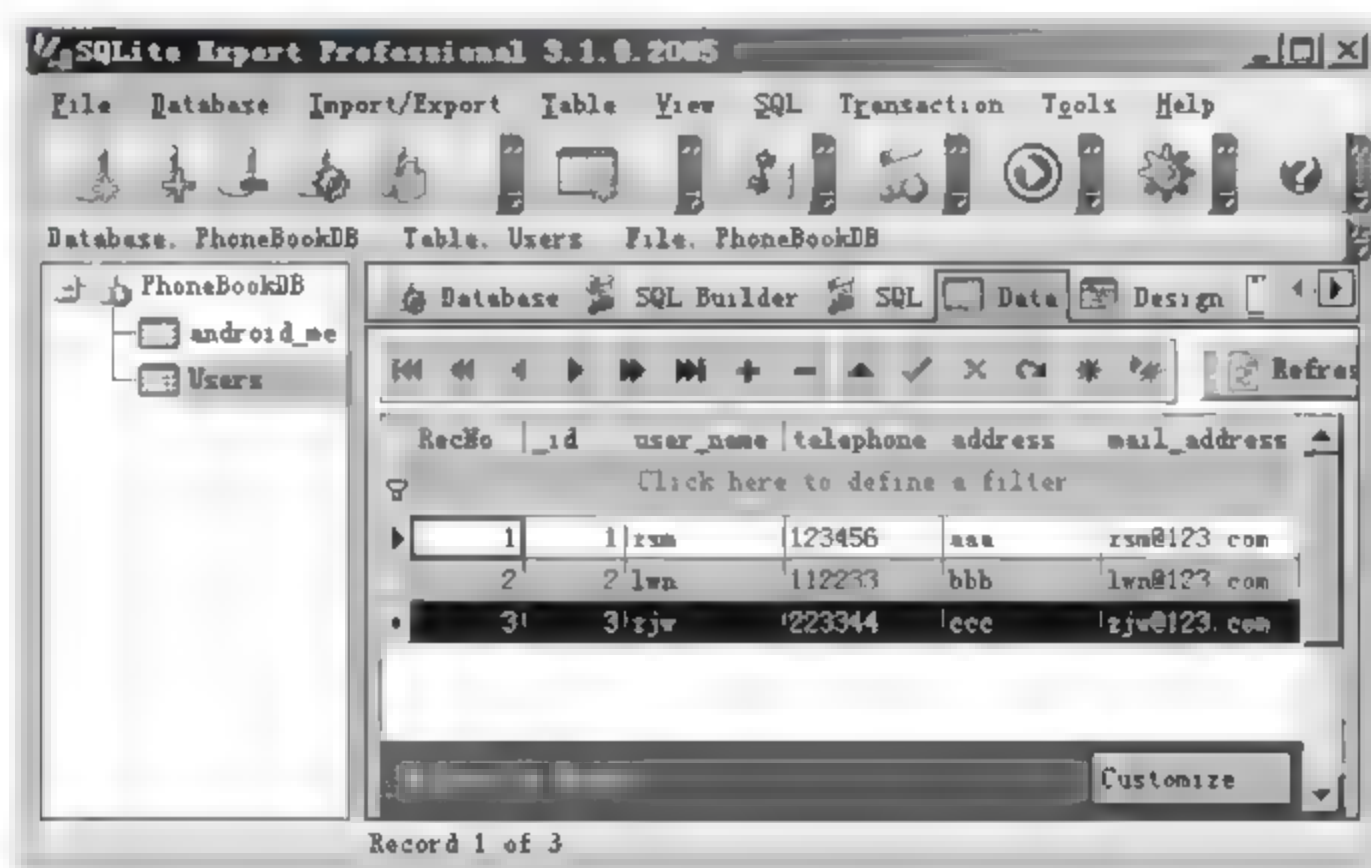 SQLite Expert Professional 3.1.0.2085
File Database Import/Export Table View SQL Transaction Tools Help
Database. PhoneBookDB Table. Users File. PhoneBookDB
PhoneBookDB
android_me
Users
Database SQL Builder SQL Data Design
Refres
RecNo _id user_name telephone address mail_address
Click here to define a filter
1 1 zsm 123456 aaa zsm@123 com
2 2 lwn 112233 bbb lwn@123 com
3 3 zjw 223344 ccc zjw@123.com
Customize
Record 1 of 3